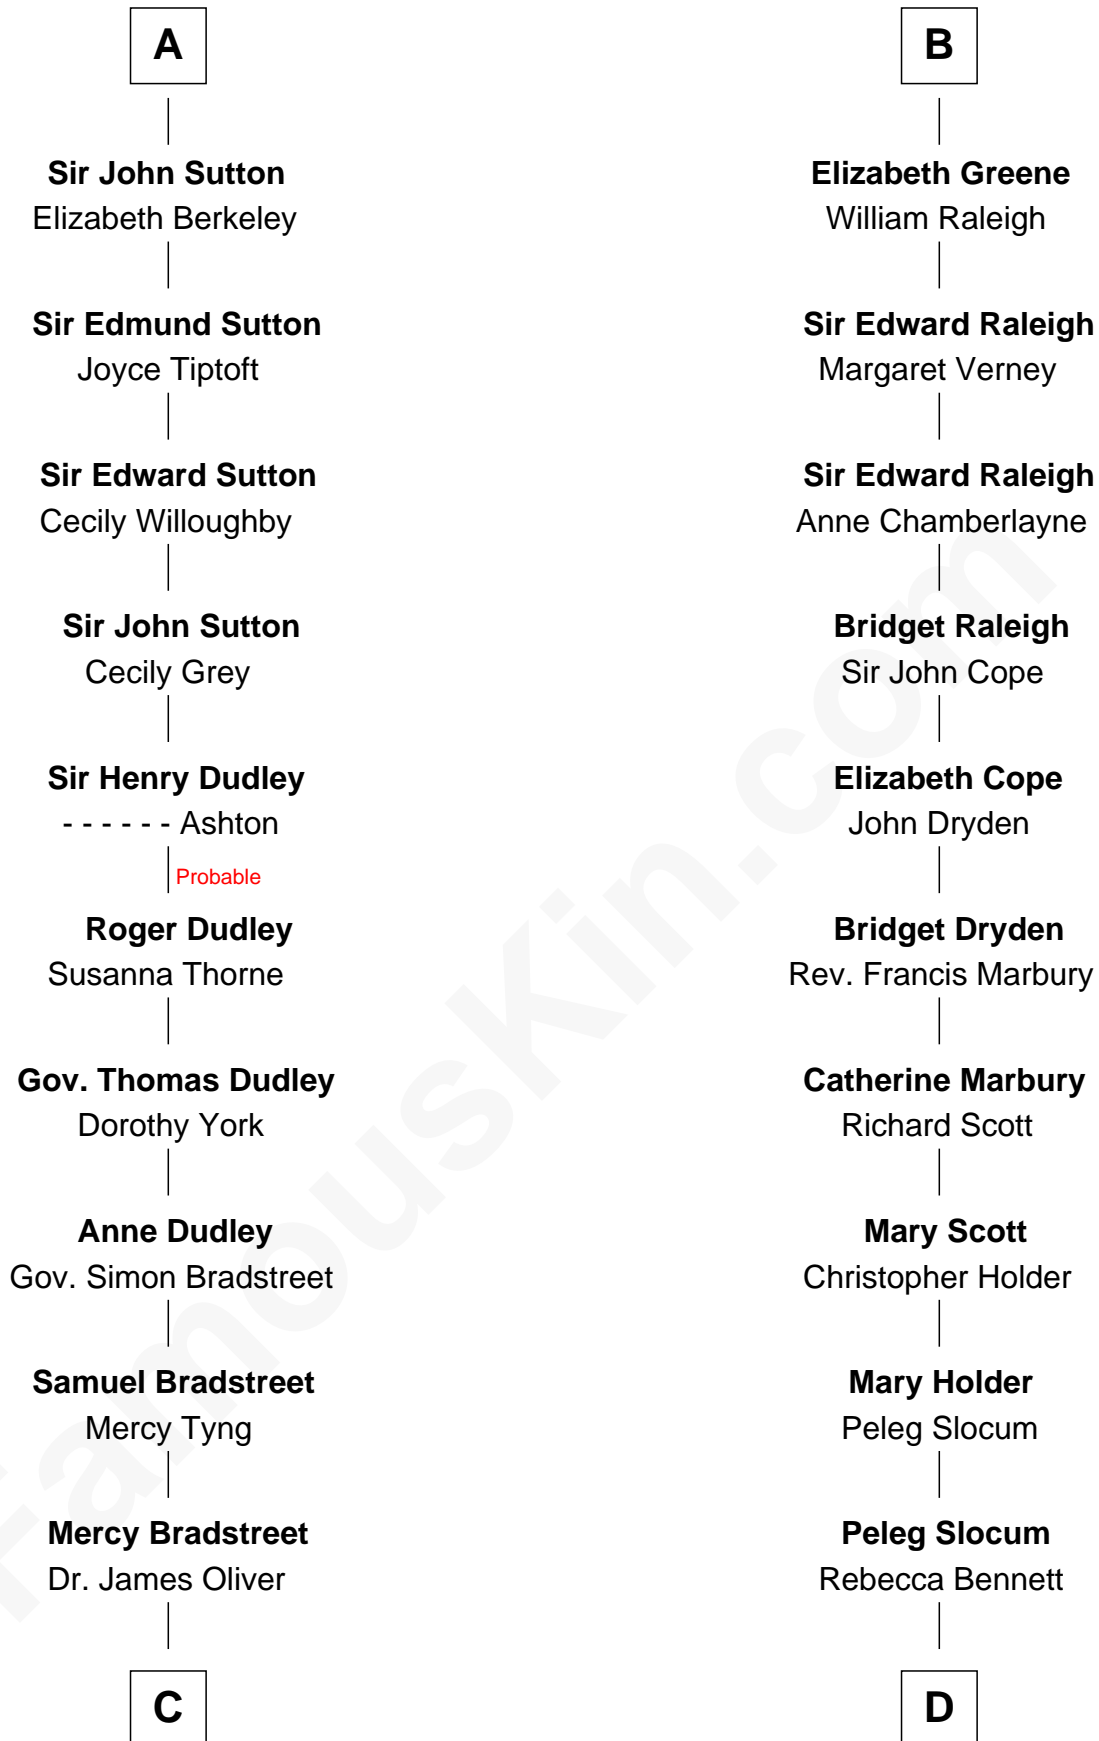 A
Sir John Sutton
Elizabeth Berkeley
Sir Edmund Sutton
Joyce Tiptoft
Sir Edward Sutton
Cecily Willoughby
Sir John Sutton
Cecily Grey
Sir Henry Dudley
- - - - - - Ashton
Probable
Roger Dudley
Susanna Thorne
Gov. Thomas Dudley
Dorothy York
Anne Dudley
Gov. Simon Bradstreet
Samuel Bradstreet
Mercy Tyng
Mercy Bradstreet
Dr. James Oliver
C
B
Elizabeth Greene
William Raleigh
Sir Edward Raleigh
Margaret Verney
Sir Edward Raleigh
Anne Chamberlayne
Bridget Raleigh
Sir John Cope
Elizabeth Cope
John Dryden
Bridget Dryden
Rev. Francis Marbury
Catherine Marbury
Richard Scott
Mary Scott
Christopher Holder
Mary Holder
Peleg Slocum
Peleg Slocum
Rebecca Bennett
D
FamousKin.com